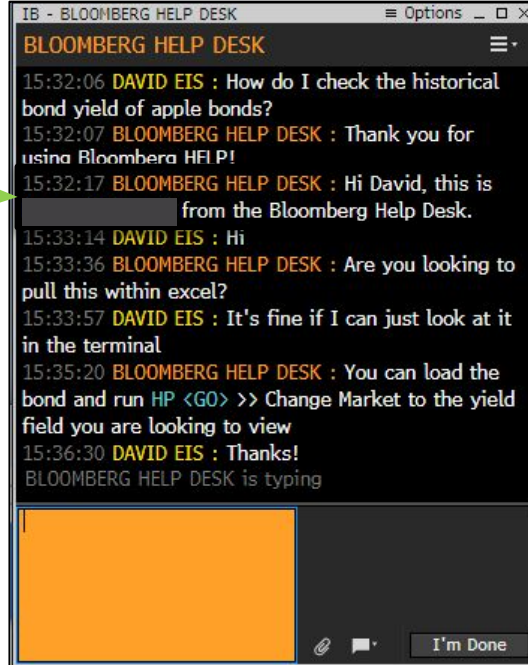 IB - BLOOMBERG HELP DESK ≡ Options _ □ X
BLOOMBERG HELP DESK
15:32:06 DAVID EIS : How do I check the historical
bond yield of apple bonds?
15:32:07 BLOOMBERG HELP DESK : Thank you for
using Bloomberg HELP!
15:32:17 BLOOMBERG HELP DESK : Hi David, this is
from the Bloomberg Help Desk.
15:33:14 DAVID EIS : Hi
15:33:36 BLOOMBERG HELP DESK : Are you looking to
pull this within excel?
15:33:57 DAVID EIS : It's fine if I can just look at it
in the terminal
15:35:20 BLOOMBERG HELP DESK : You can load the
bond and run HP <GO> >> Change Market to the yield
field you are looking to view
15:36:30 DAVID EIS : Thanks!
BLOOMBERG HELP DESK is typing
I'm Done